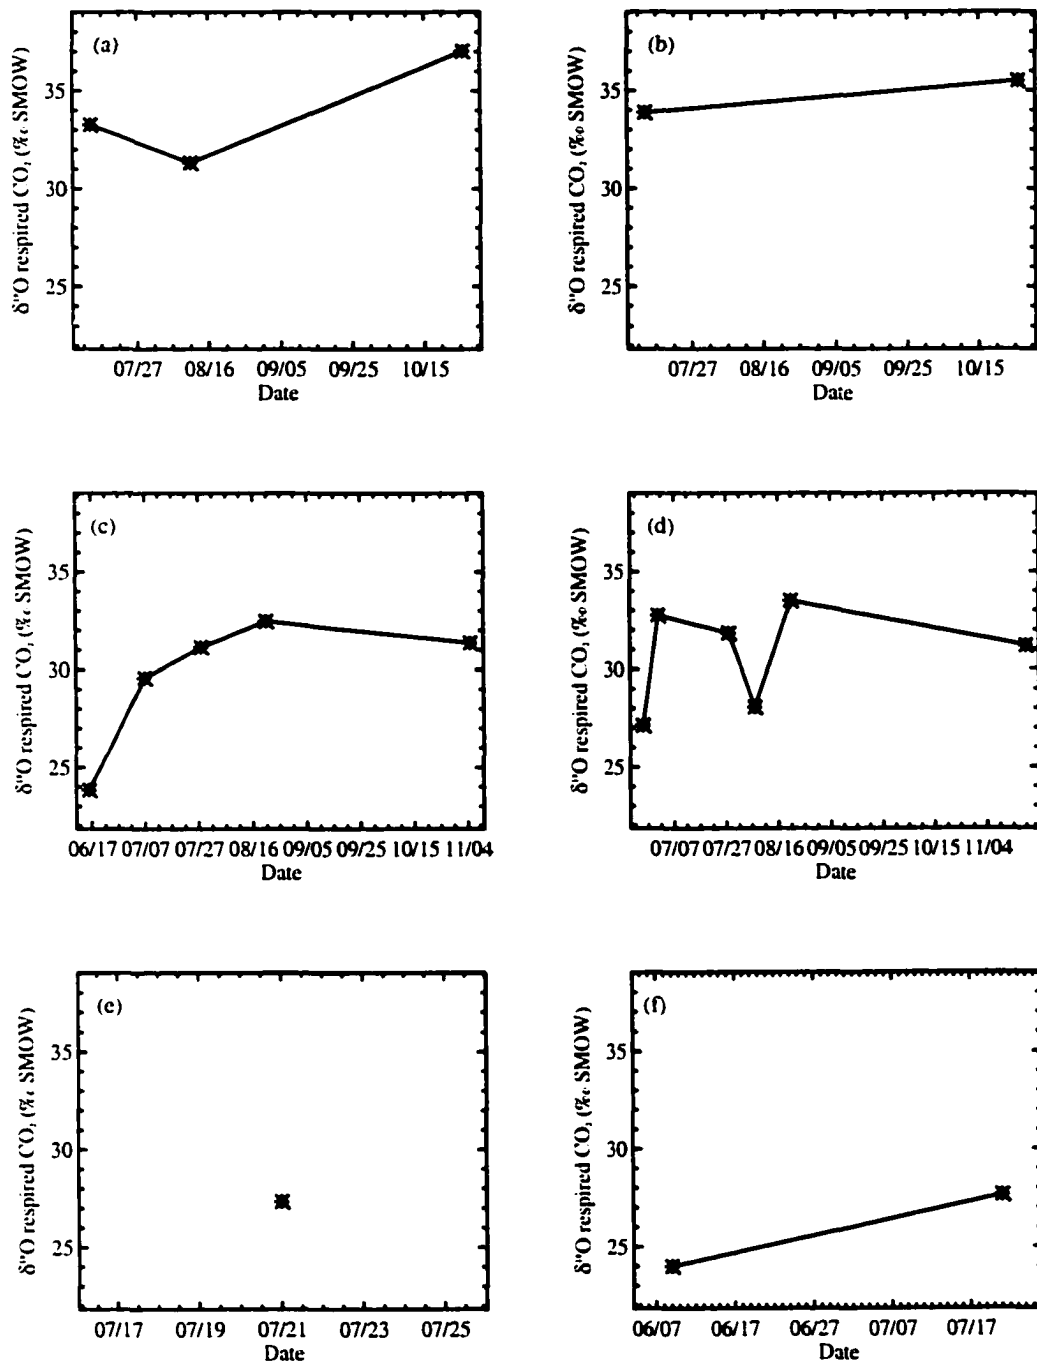 (a)
δ¹⁸O respired CO₂ (‰ SMOW)
35
30
25
07/27 08/16 09/05 09/25 10/15
Date
(b)
δ¹⁸O respired CO₂ (‰ SMOW)
35
30
25
07/27 08/16 09/05 09/25 10/15
Date
(c)
δ¹⁸O respired CO₂ (‰ SMOW)
35
30
25
06/17 07/07 07/27 08/16 09/05 09/25 10/15 11/04
Date
(d)
δ¹⁸O respired CO₂ (‰ SMOW)
35
30
25
07/07 07/27 08/16 09/05 09/25 10/15 11/04
Date
(e)
δ¹⁸O respired CO₂ (‰ SMOW)
35
30
25
07/17 07/19 07/21 07/23 07/25
Date
(f)
δ¹⁸O respired CO₂ (‰ SMOW)
35
30
25
06/07 06/17 06/27 07/07 07/17
Date